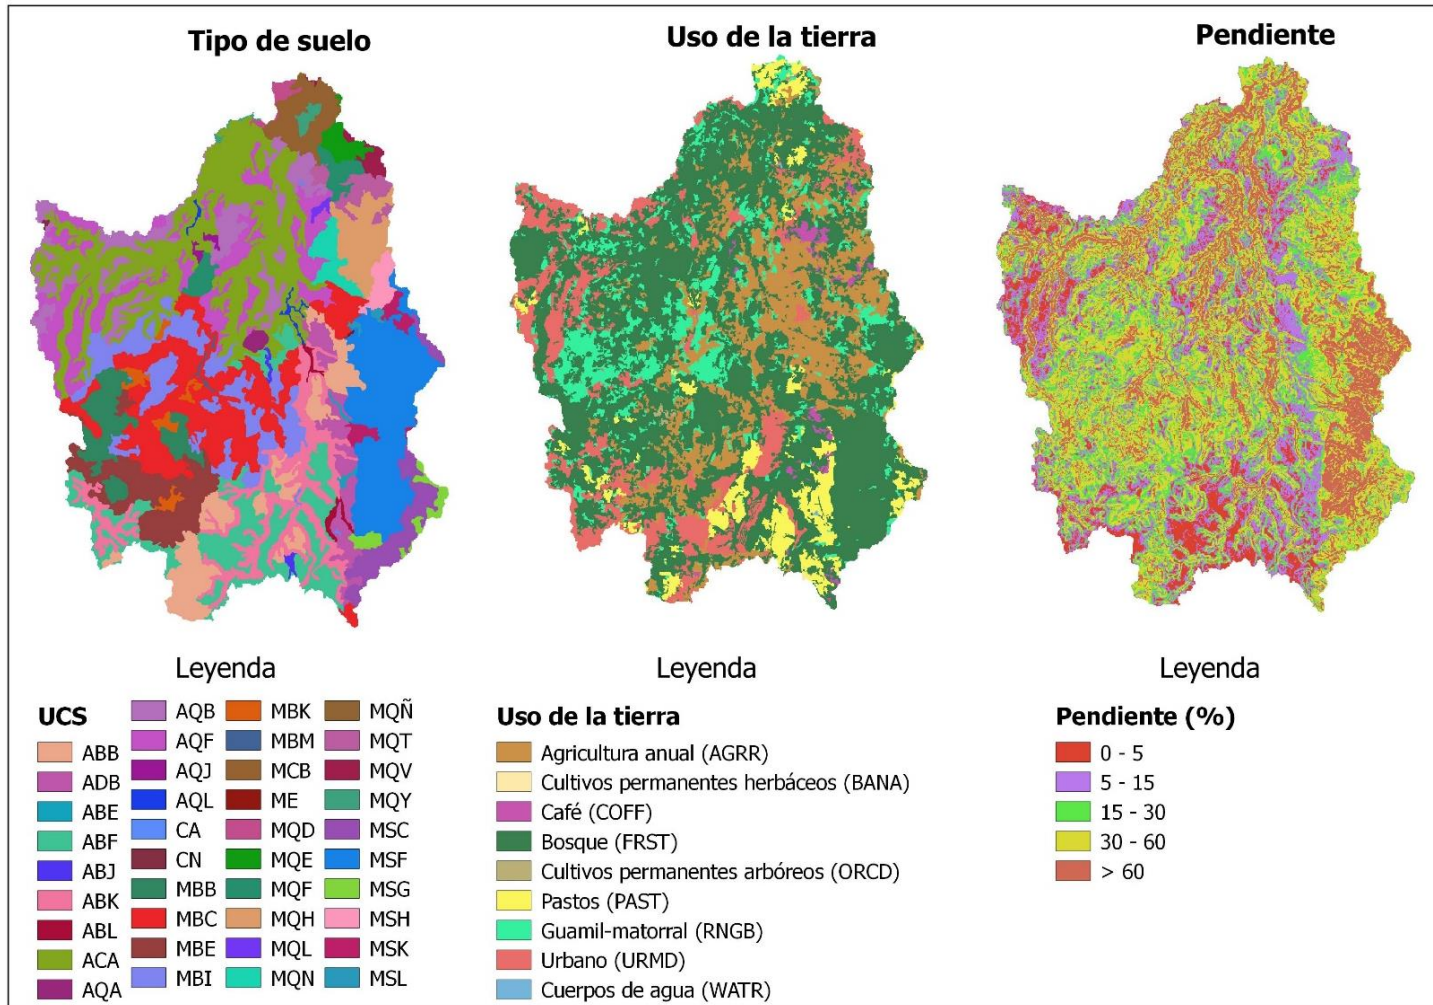 Tipo de suelo
Uso de la tierra
Pendiente
Leyenda
UCS
ABB
ADB
ABE
ABF
ABJ
ABK
ABL
ACA
AQA
AQB
AQF
AQJ
AQL
CA
CN
MBB
MBC
MBE
MBI
MBK
MBM
MCB
ME
MQD
MQE
MQF
MQH
MQL
MQN
MQÑ
MQT
MQV
MQY
MSC
MSF
MSG
MSH
MSK
MSL
Leyenda
Uso de la tierra
Agricultura anual (AGRR)
Cultivos permanentes herbáceos (BANA)
Café (COFF)
Bosque (FRST)
Cultivos permanentes arbóreos (ORCD)
Pastos (PAST)
Guamil-matorral (RNGB)
Urbano (URMD)
Cuerpos de agua (WATR)
Leyenda
Pendiente (%)
0 - 5
5 - 15
15 - 30
30 - 60
> 60